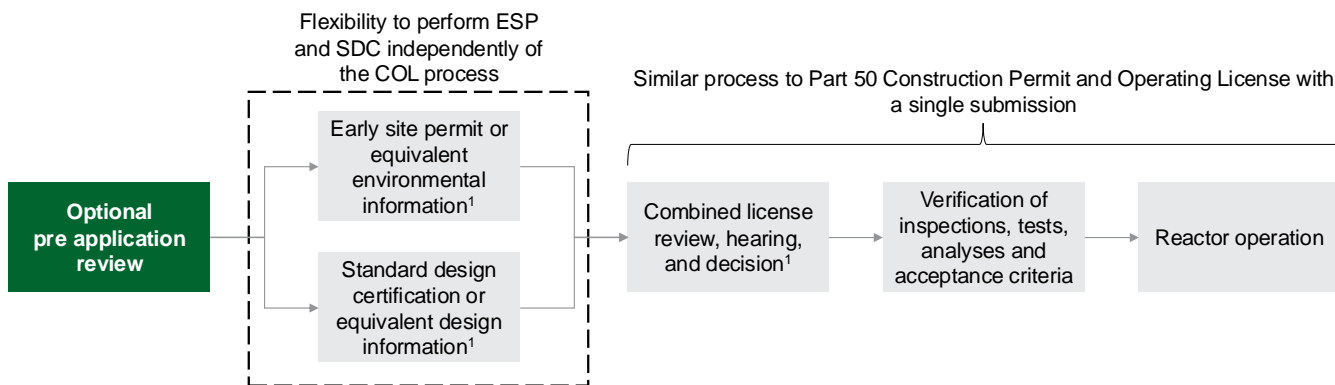 Flexibility to perform ESP
and SDC independently of
the COL process
Similar process to Part 50 Construction Permit and Operating License with
a single submission
Optional
pre application
review
Early site permit or
equivalent
environmental
information¹
Standard design
certification or
equivalent design
information¹
Combined license
review, hearing,
and decision¹
Verification of
inspections, tests,
analyses and
acceptance criteria
Reactor operation